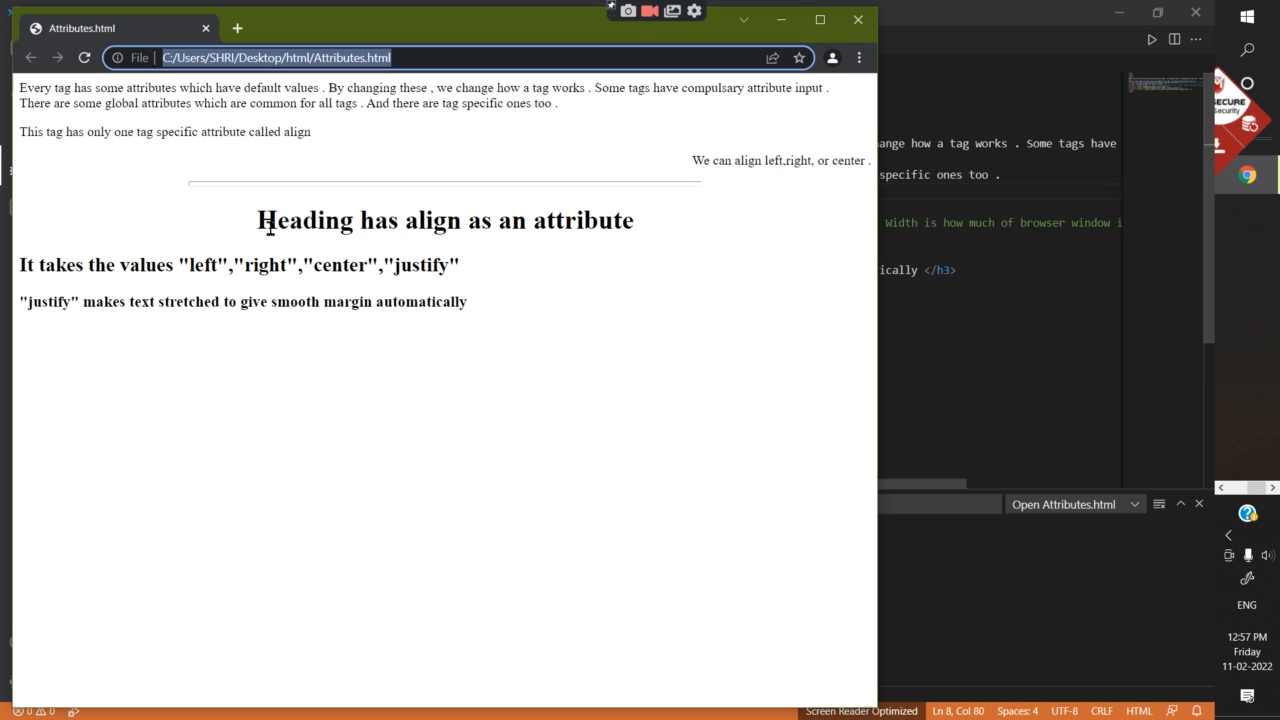 Attributes.html
File
C:/Users/SHRI/Desktop/html/Attributes.html
Every tag has some attributes which have default values . By changing these , we change how a tag works . Some tags have compulsary attribute input .
There are some global attributes which are common for all tags . And there are tag specific ones too .
This tag has only one tag specific attribute called align
We can align left,right, or center .
Heading has align as an attribute
It takes the values "left","right","center","justify"
"justify" makes text stretched to give smooth margin automatically
ange how a tag works . Some tags have
specific ones too .
Width is how much of browser window i
ically </h3>
Open Attributes.html
SECURE
Security
ENG
12:57 PM
Friday
11-02-2022
0 0
Screen Reader Optimized Ln 8, Col 80 Spaces: 4 UTF-8 CRLF HTML